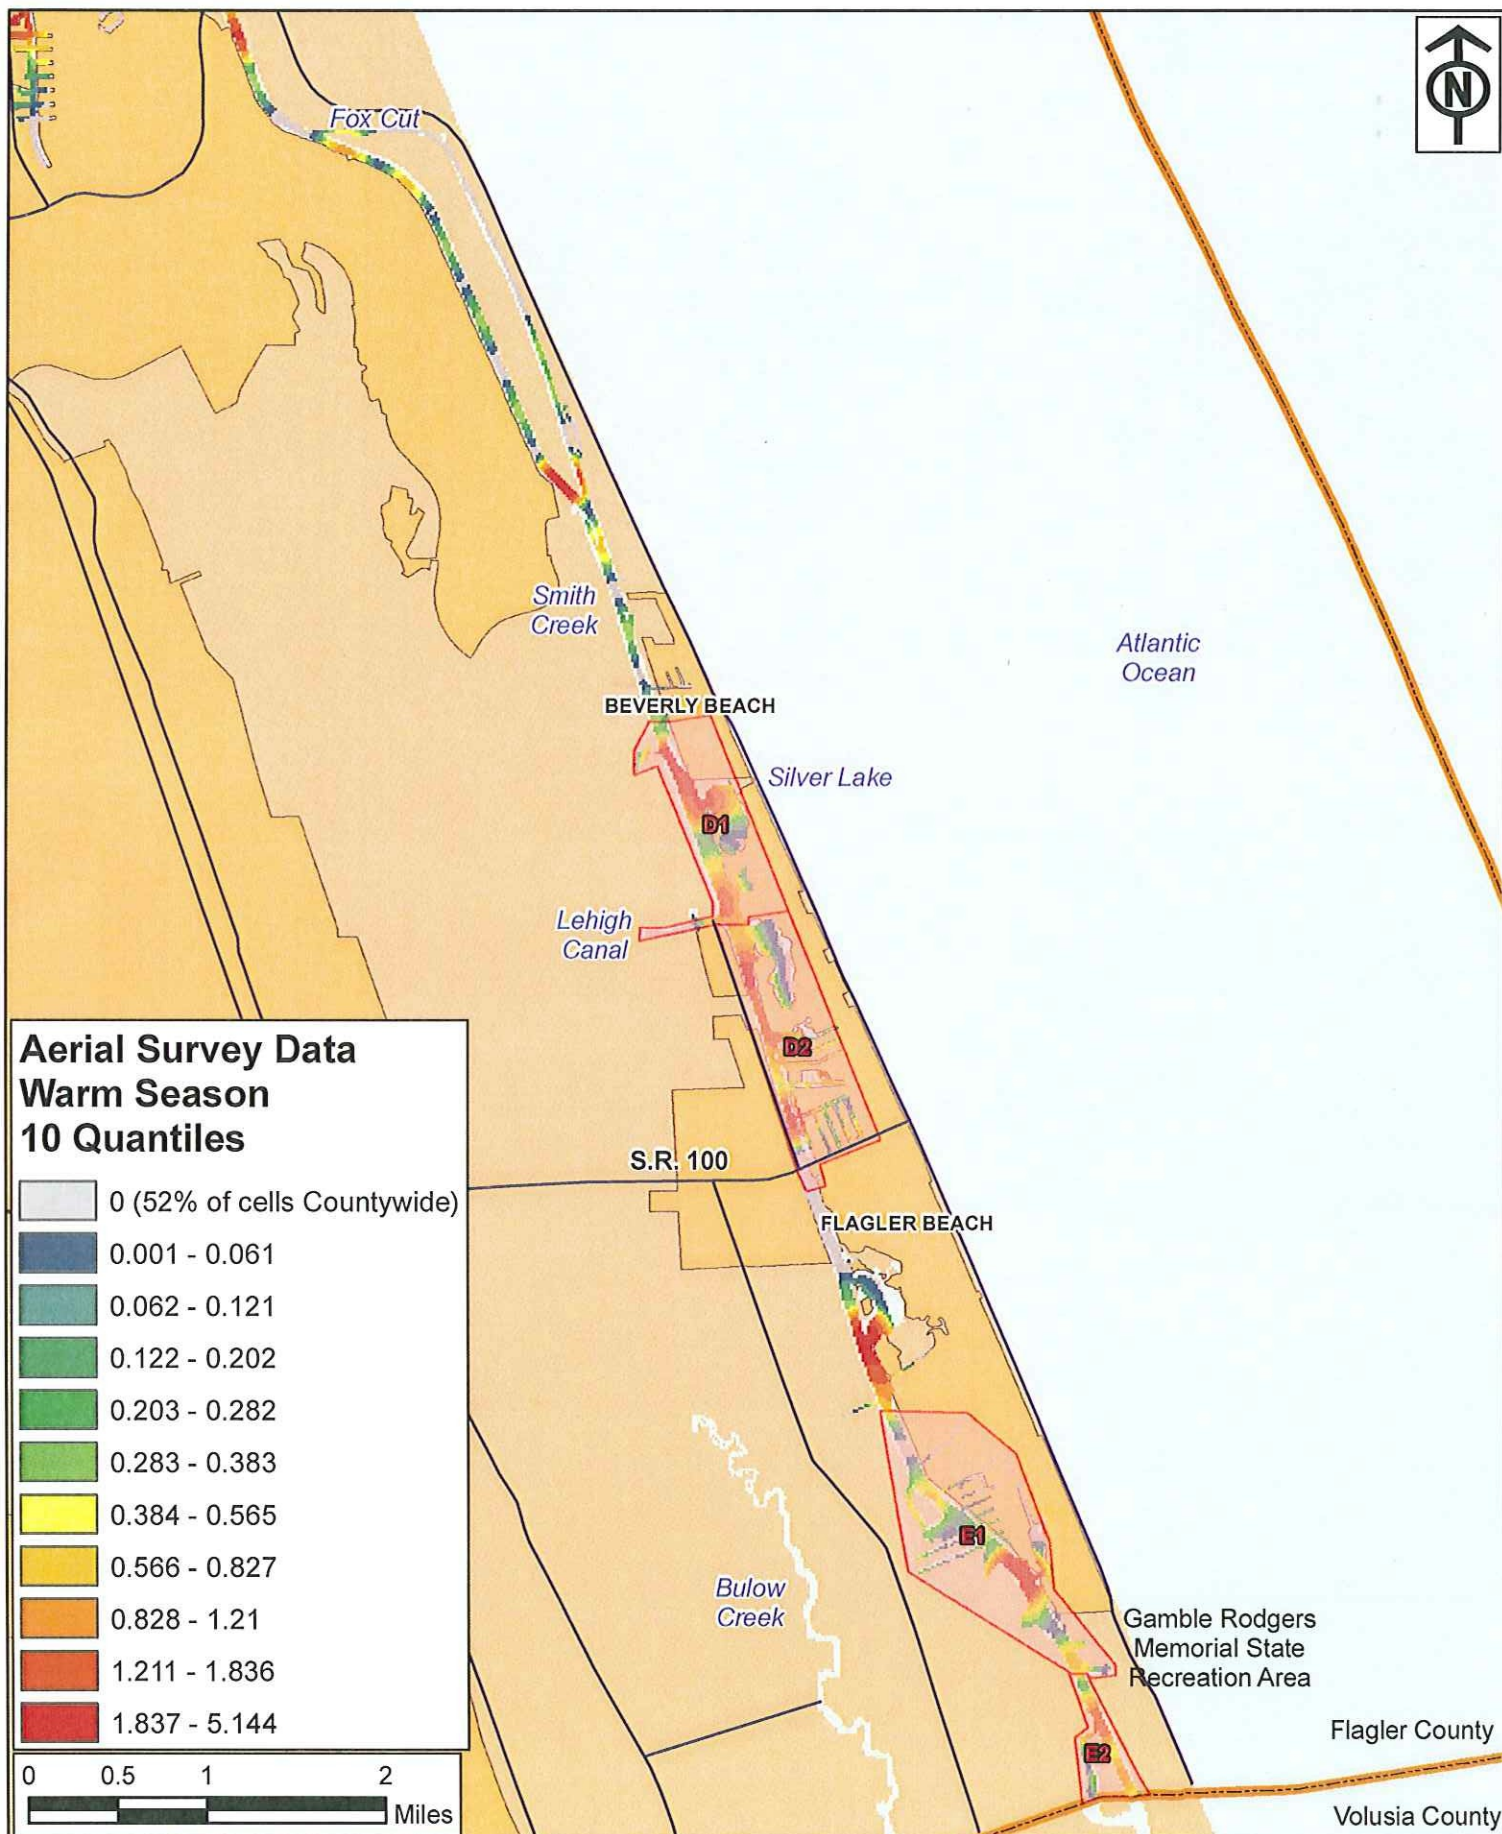 N
Fox Cut
Smith
Creek
Atlantic
Ocean
BEVERLY BEACH
Silver Lake
D1
Lehigh
Canal
D2
S.R. 100
FLAGLER BEACH
E1
Bulow
Creek
Gamble Rodgers
Memorial State
Recreation Area
E2
Flagler County
Volusia County
Aerial Survey Data
Warm Season
10 Quantiles
0 (52% of cells Countywide)
0.001 - 0.061
0.062 - 0.121
0.122 - 0.202
0.203 - 0.282
0.283 - 0.383
0.384 - 0.565
0.566 - 0.827
0.828 - 1.21
1.211 - 1.836
1.837 - 5.144
0 0.5 1 2
Miles